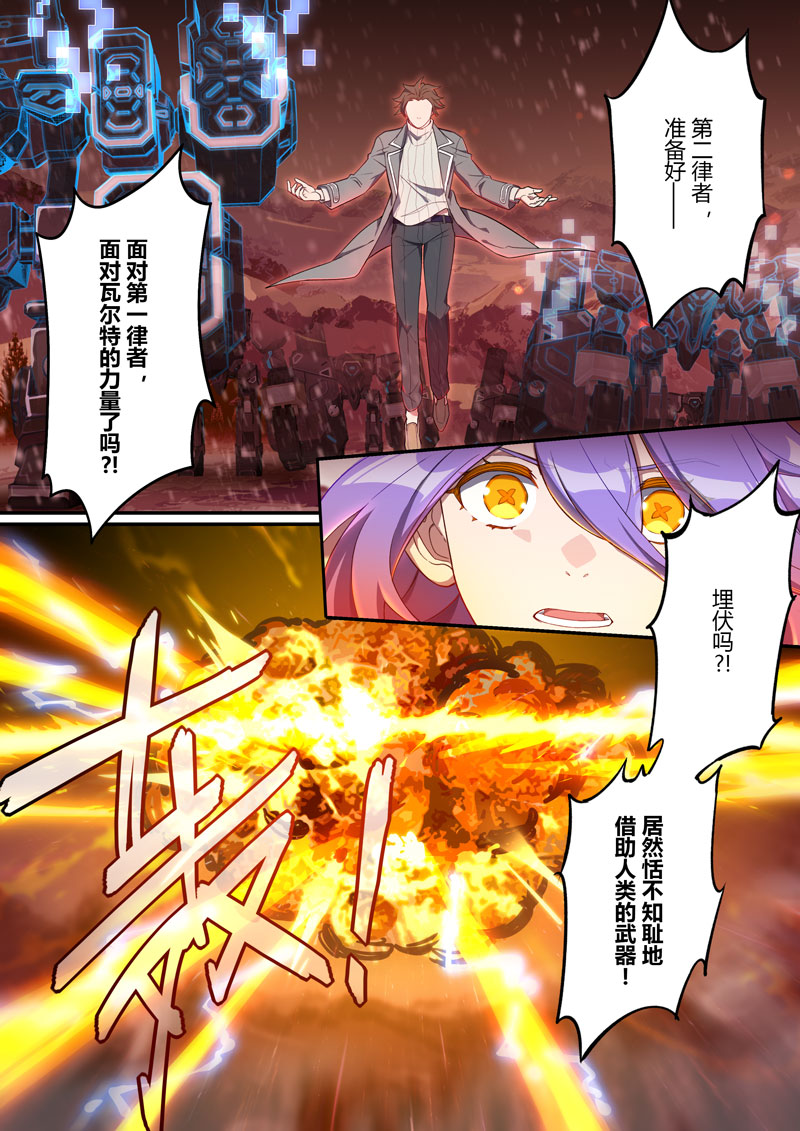 第二律者，
准备好——
面对第一律者，
面对瓦尔特的力量了吗?!
埋伏吗?!
居然恬不知耻地
借助人类的武器！